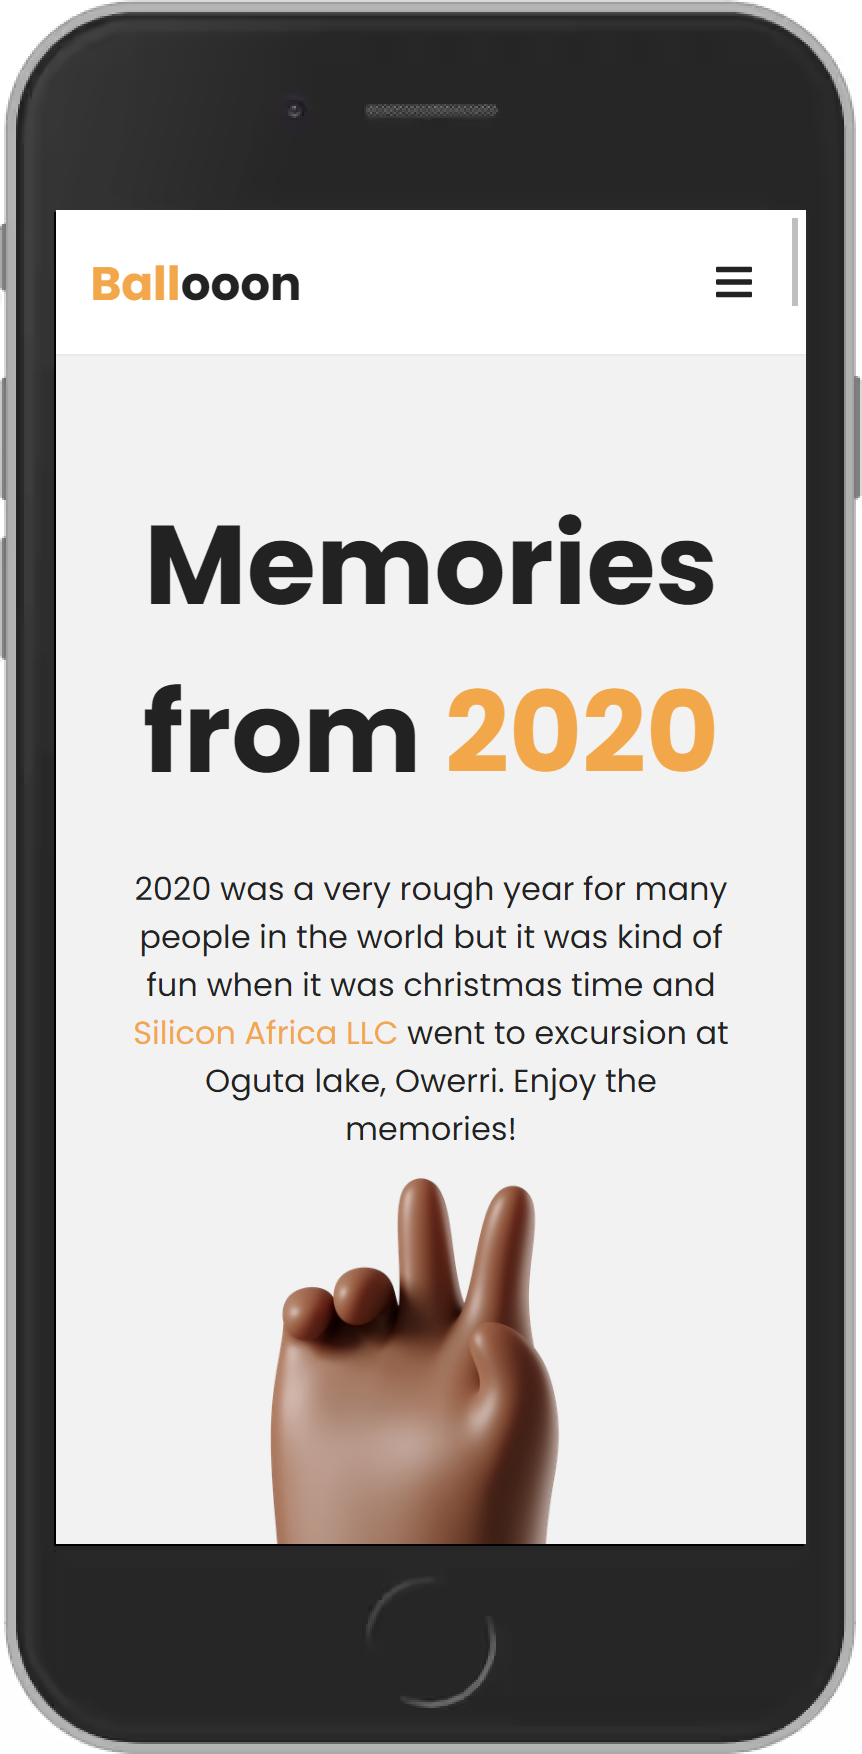 Ballooon
Memories
from 2020
2020 was a very rough year for many
people in the world but it was kind of
fun when it was christmas time and
Silicon Africa LLC went to excursion at
Oguta lake, Owerri. Enjoy the
memories!